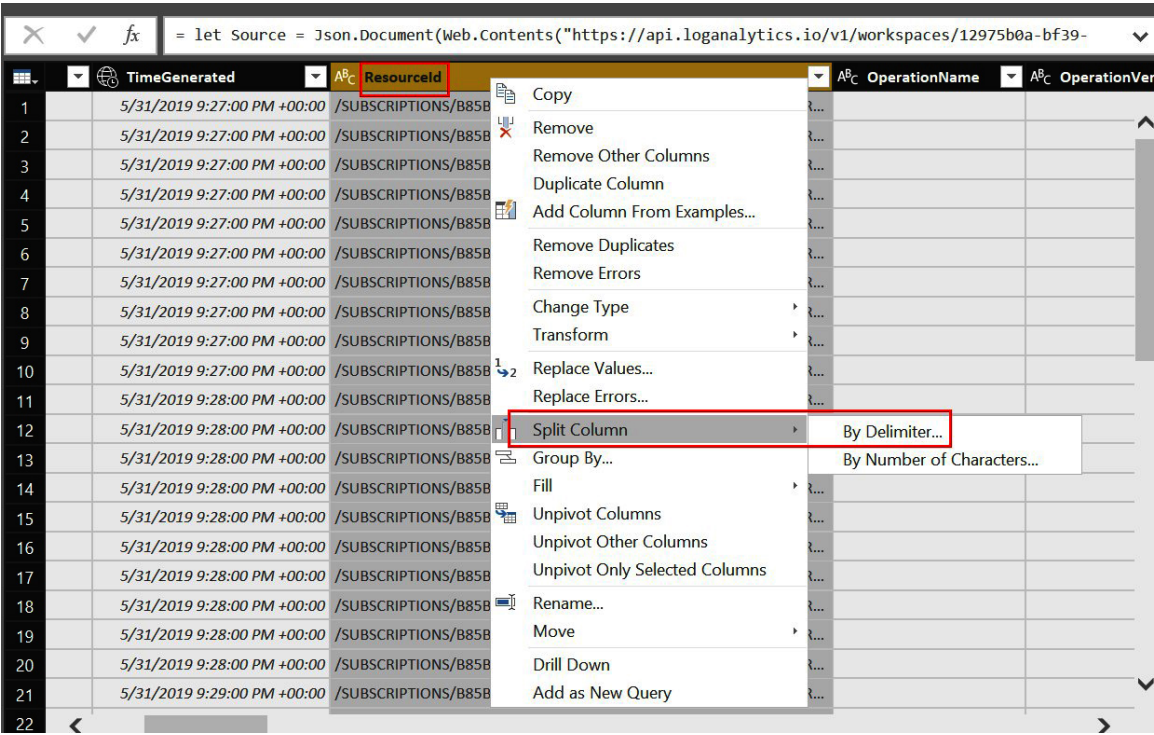 fx = let Source = Json.Document(Web.Contents("https://api.loganalytics.io/v1/workspaces/12975b0a-bf39-
TimeGenerated ABC ResourceId ABC OperationName ABC OperationVer
1 5/31/2019 9:27:00 PM +00:00 /SUBSCRIPTIONS/B85B R...
2 5/31/2019 9:27:00 PM +00:00 /SUBSCRIPTIONS/B85B R...
3 5/31/2019 9:27:00 PM +00:00 /SUBSCRIPTIONS/B85B R...
4 5/31/2019 9:27:00 PM +00:00 /SUBSCRIPTIONS/B85B R...
5 5/31/2019 9:27:00 PM +00:00 /SUBSCRIPTIONS/B85B R...
6 5/31/2019 9:27:00 PM +00:00 /SUBSCRIPTIONS/B85B R...
7 5/31/2019 9:27:00 PM +00:00 /SUBSCRIPTIONS/B85B R...
8 5/31/2019 9:27:00 PM +00:00 /SUBSCRIPTIONS/B85B R...
9 5/31/2019 9:27:00 PM +00:00 /SUBSCRIPTIONS/B85B R...
10 5/31/2019 9:27:00 PM +00:00 /SUBSCRIPTIONS/B85B R...
11 5/31/2019 9:28:00 PM +00:00 /SUBSCRIPTIONS/B85B R...
12 5/31/2019 9:28:00 PM +00:00 /SUBSCRIPTIONS/B85B
13 5/31/2019 9:28:00 PM +00:00 /SUBSCRIPTIONS/B85B
14 5/31/2019 9:28:00 PM +00:00 /SUBSCRIPTIONS/B85B R...
15 5/31/2019 9:28:00 PM +00:00 /SUBSCRIPTIONS/B85B R...
16 5/31/2019 9:28:00 PM +00:00 /SUBSCRIPTIONS/B85B R...
17 5/31/2019 9:28:00 PM +00:00 /SUBSCRIPTIONS/B85B R...
18 5/31/2019 9:28:00 PM +00:00 /SUBSCRIPTIONS/B85B R...
19 5/31/2019 9:28:00 PM +00:00 /SUBSCRIPTIONS/B85B R...
20 5/31/2019 9:28:00 PM +00:00 /SUBSCRIPTIONS/B85B R...
21 5/31/2019 9:29:00 PM +00:00 /SUBSCRIPTIONS/B85B R...
22
Copy
Remove
Remove Other Columns
Duplicate Column
Add Column From Examples...
Remove Duplicates
Remove Errors
Change Type
Transform
1 2 Replace Values...
Replace Errors...
Split Column
Group By...
Fill
Unpivot Columns
Unpivot Other Columns
Unpivot Only Selected Columns
Rename...
Move
Drill Down
Add as New Query
By Delimiter...
By Number of Characters...